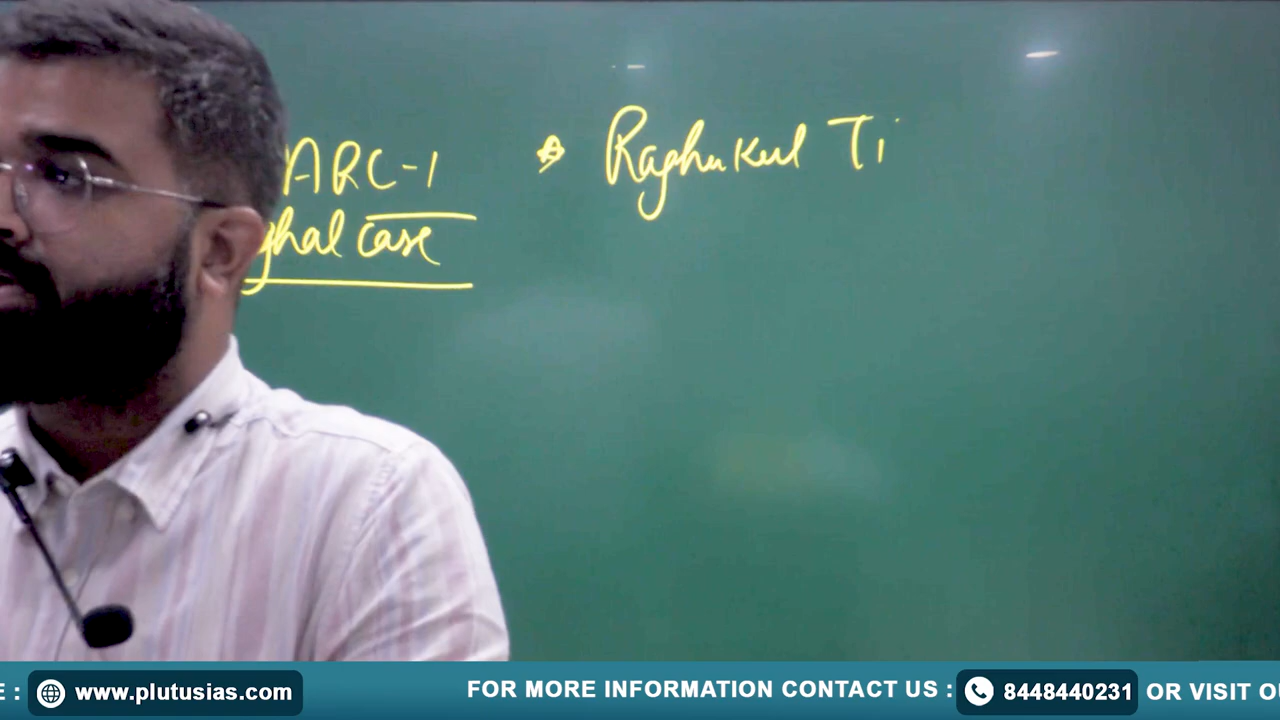 ARC-1
ghal case
Raghukul Ti
E : www.plutusias.com FOR MORE INFORMATION CONTACT US : 8448440231 OR VISIT OU